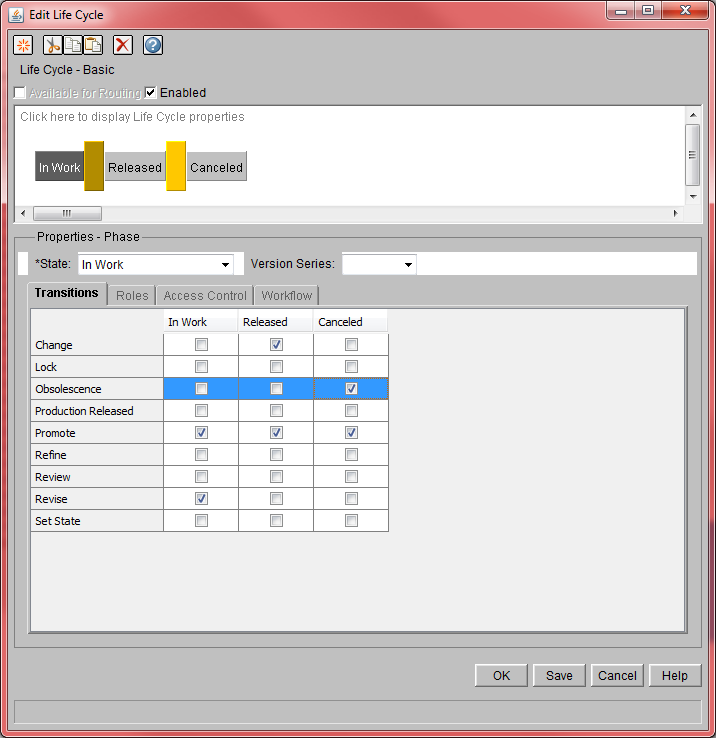 Edit Life Cycle
Life Cycle - Basic
Available for Routing Enabled
Click here to display Life Cycle properties
In Work Released Canceled
Properties - Phase
*State: In Work Version Series:
Transitions Roles Access Control Workflow
In Work Released Canceled
Change
Lock
Obsolescence
Production Released
Promote
Refine
Review
Revise
Set State
OK Save Cancel Help